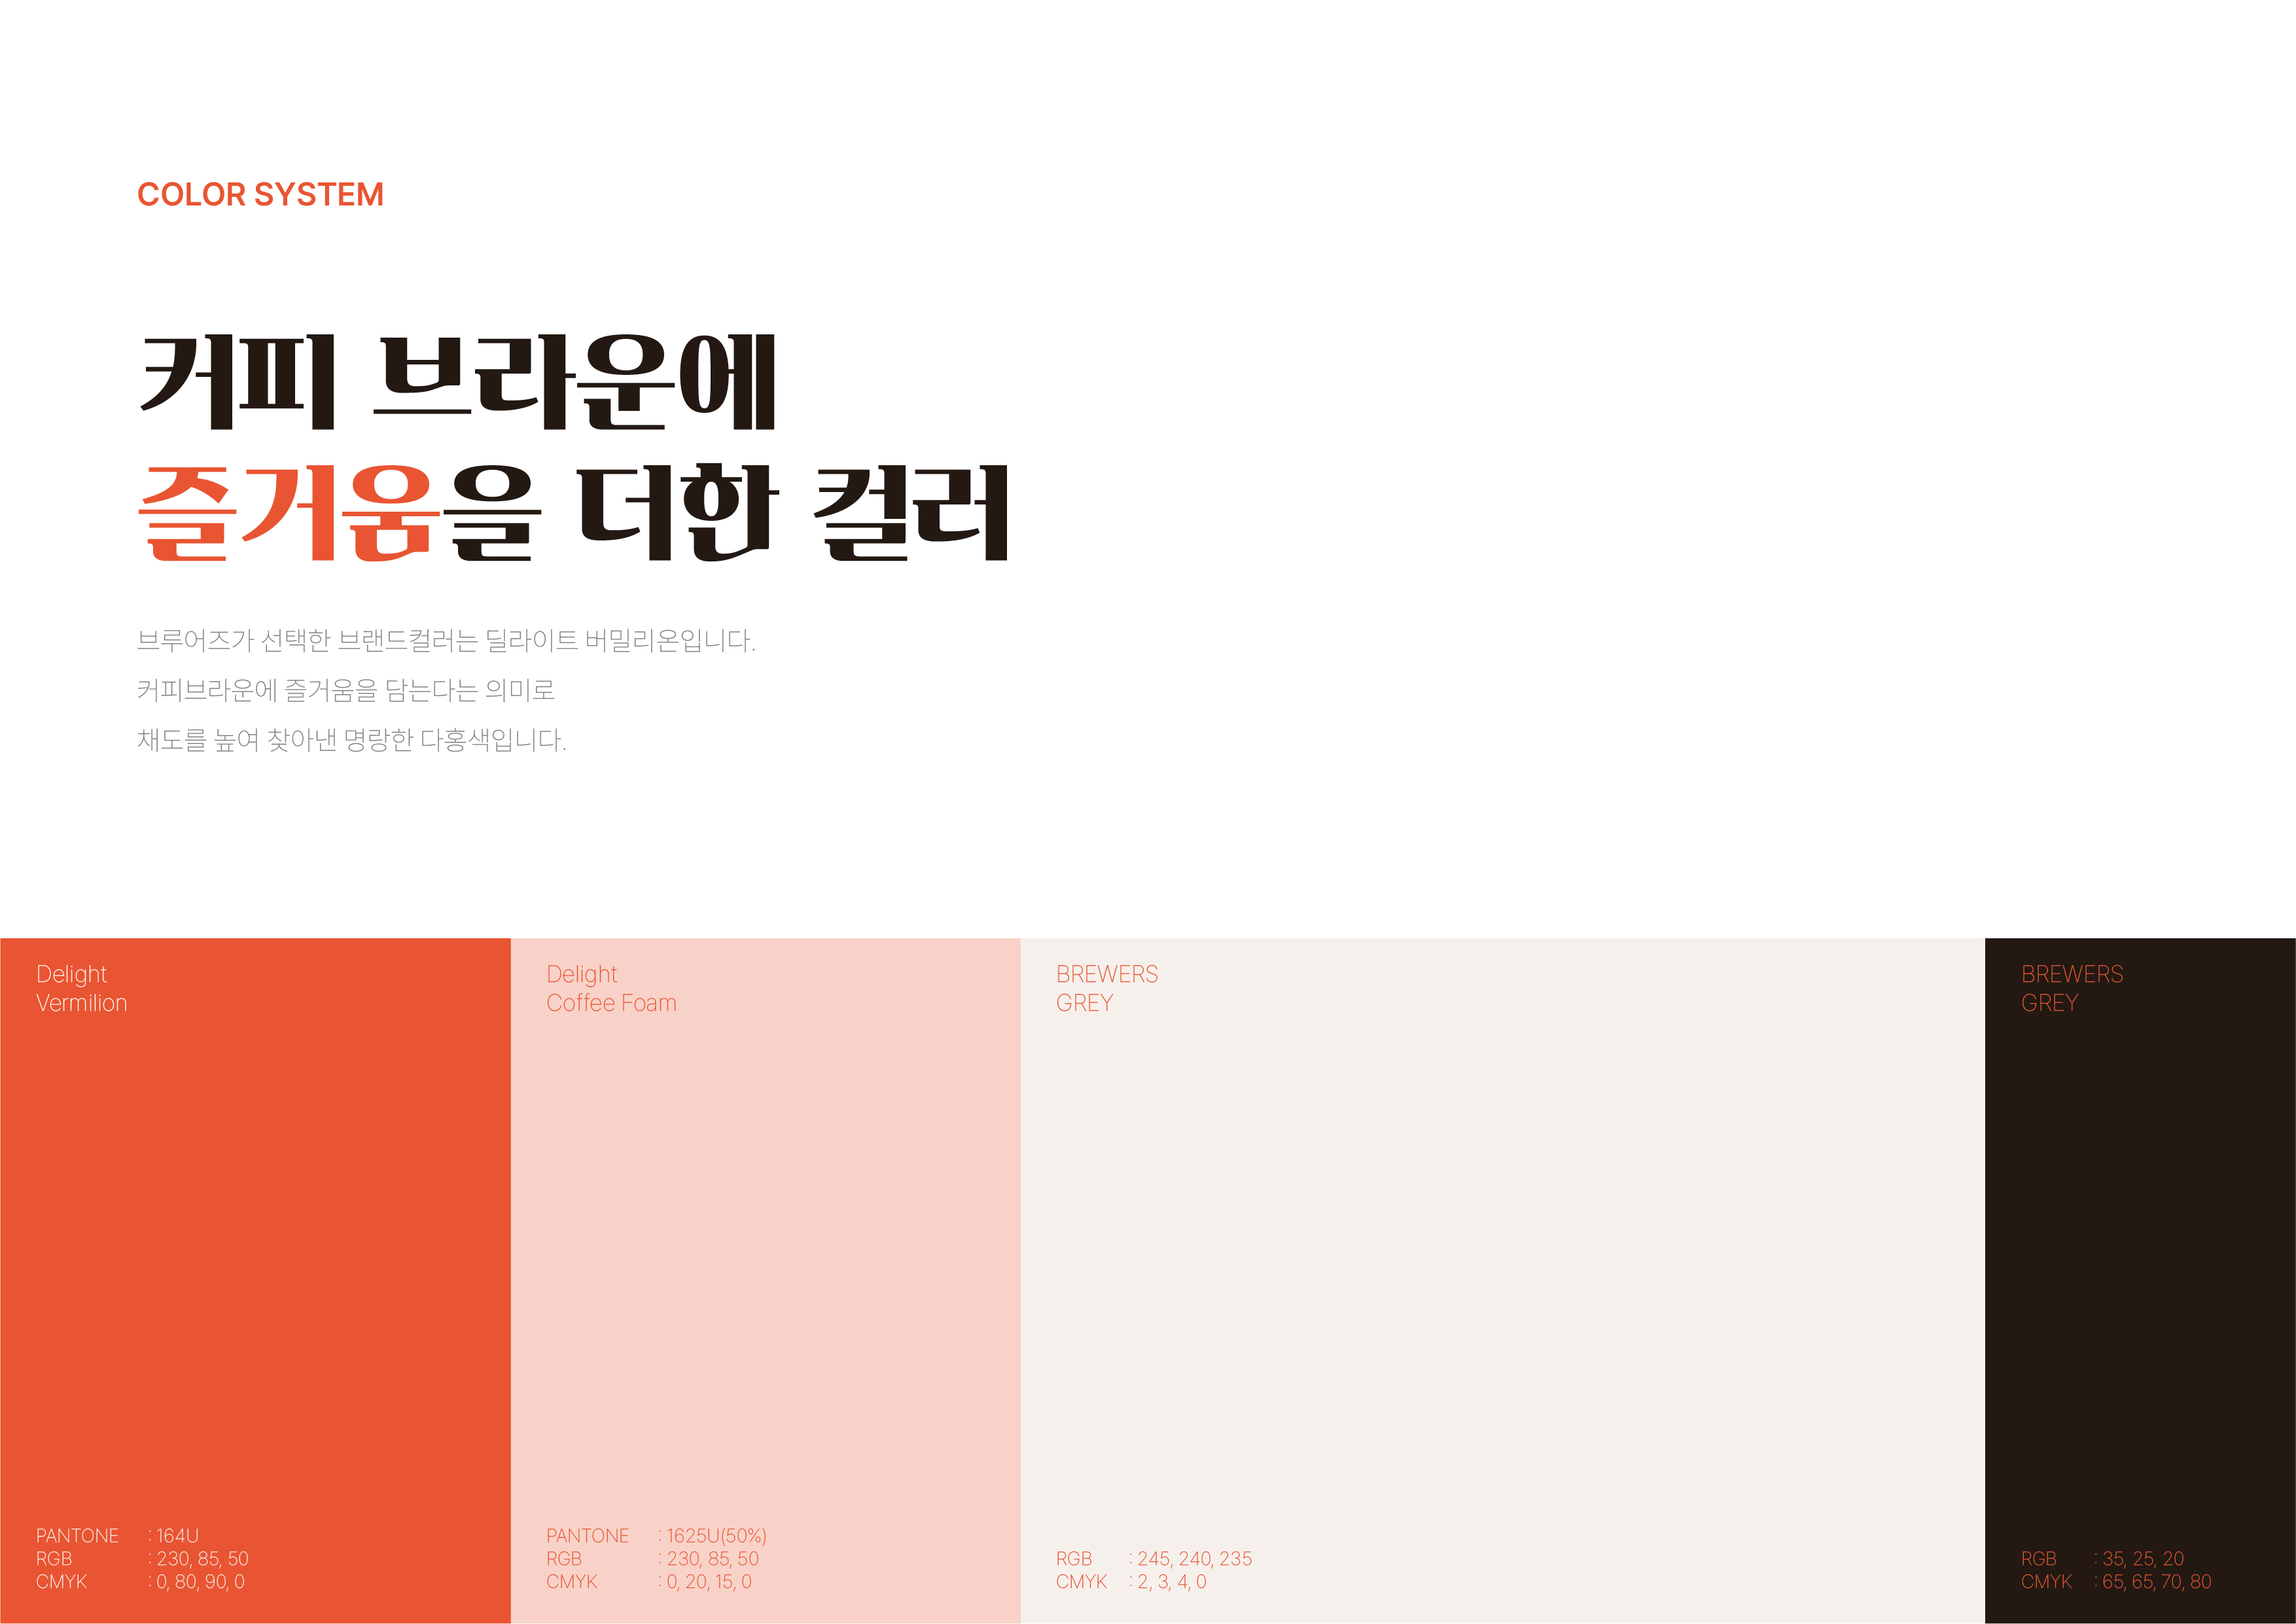 COLOR SYSTEM
커피 브라운에
즐거움을 더한 컬러
브루어즈가 선택한 브랜드컬러는 딜라이트 버밀리온입니다.
커피브라운에 즐거움을 담는다는 의미로
채도를 높여 찾아낸 명랑한 다홍색입니다.
Delight
Vermilion
PANTONE : 164U
RGB : 230, 85, 50
CMYK : 0, 80, 90, 0
Delight
Coffee Foam
PANTONE : 1625U(50%)
RGB : 230, 85, 50
CMYK : 0, 20, 15, 0
BREWERS
GREY
RGB : 245, 240, 235
CMYK : 2, 3, 4, 0
BREWERS
GREY
RGB : 35, 25, 20
CMYK : 65, 65, 70, 80